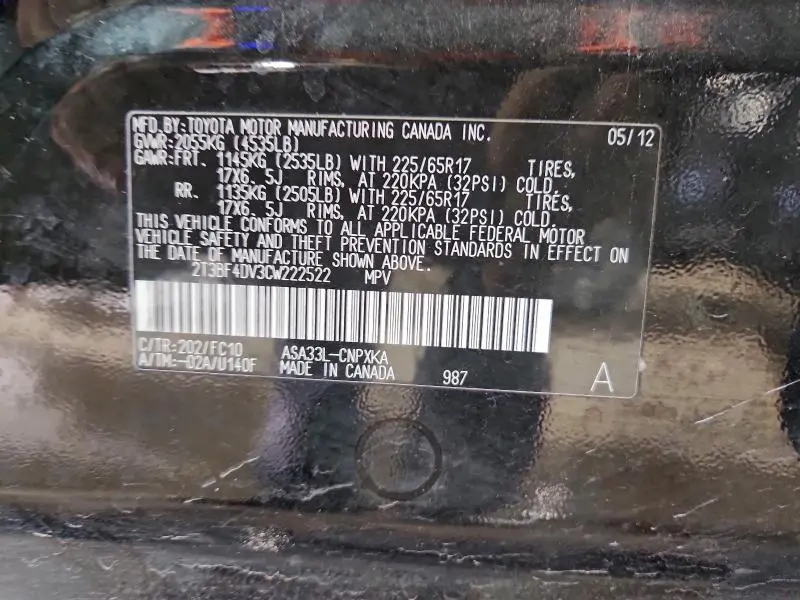 MFD.BY:TOYOTA MOTOR MANUFACTURING CANADA INC. 05/12
GVWR:2055KG (4535LB)
GAWR:FRT. 1145KG (2535LB) WITH 225/65R17 TIRES,
17X6. 5J RIMS, AT 220KPA (32PSI) COLD.
RR. 1135KG (2505LB) WITH 225/65R17 TIRES,
17X6. 5J RIMS, AT 220KPA (32PSI) COLD.
THIS VEHICLE CONFORMS TO ALL APPLICABLE FEDERAL MOTOR
VEHICLE SAFETY AND THEFT PREVENTION STANDARDS IN EFFECT ON
THE DATE OF MANUFACTURE SHOWN ABOVE.
2T3BF4DV3CW222522 MPV
C/TR:202/FC10 ASA33L-CNPXKA
A/TM:-02A/U140F MADE IN CANADA 987 A